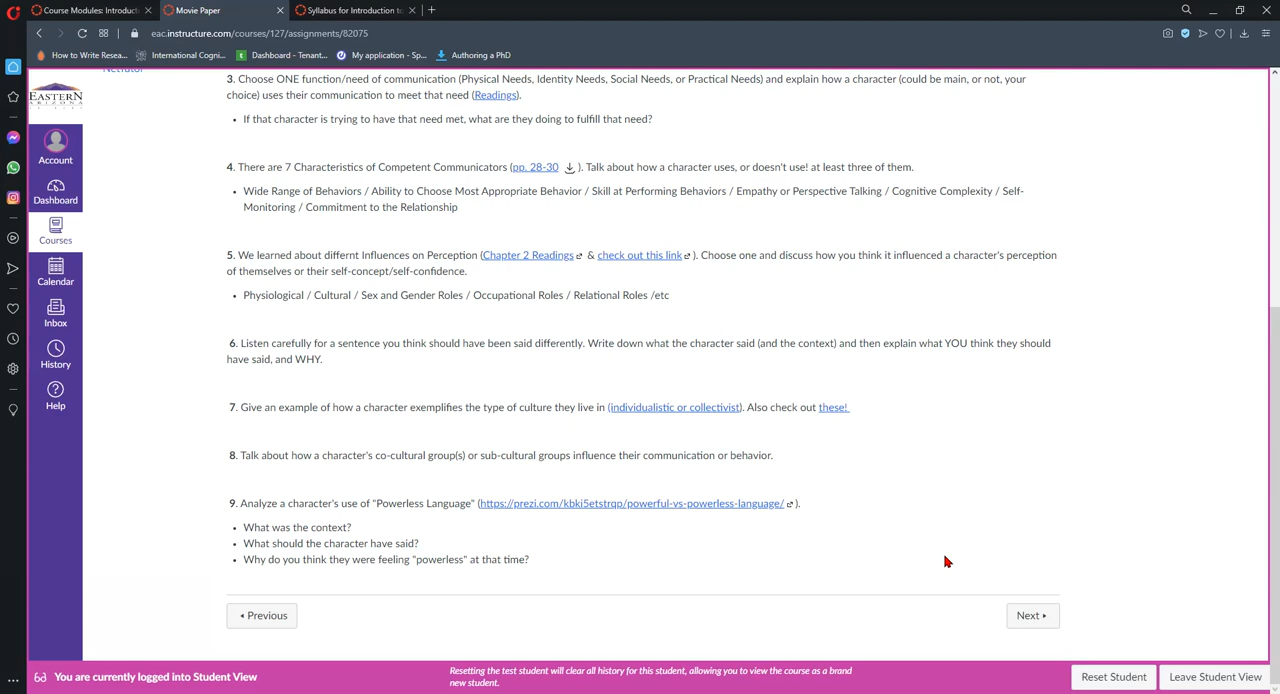 Course Modules: Introducti
Movie Paper
Syllabus for Introduction to
eac.instructure.com/courses/127/assignments/82075
How to Write Resea...
International Cogni...
Dashboard - Tenant...
My application - Sp...
Authoring a PhD
NetTutor
EASTERN
ARIZONA
Account
Dashboard
Courses
Calendar
Inbox
History
Help
3. Choose ONE function/need of communication (Physical Needs, Identity Needs, Social Needs, or Practical Needs) and explain how a character (could be main, or not, your
choice) uses their communication to meet that need (Readings).
• If that character is trying to have that need met, what are they doing to fulfill that need?
4. There are 7 Characteristics of Competent Communicators (pp. 28-30 ). Talk about how a character uses, or doesn't use! at least three of them.
• Wide Range of Behaviors / Ability to Choose Most Appropriate Behavior / Skill at Performing Behaviors / Empathy or Perspective Talking / Cognitive Complexity / Self-
Monitoring / Commitment to the Relationship
5. We learned about differnt Influences on Perception (Chapter 2 Readings & check out this link ). Choose one and discuss how you think it influenced a character's perception
of themselves or their self-concept/self-confidence.
• Physiological / Cultural / Sex and Gender Roles / Occupational Roles / Relational Roles /etc
6. Listen carefully for a sentence you think should have been said differently. Write down what the character said (and the context) and then explain what YOU think they should
have said, and WHY.
7. Give an example of how a character exemplifies the type of culture they live in (individualistic or collectivist). Also check out these!
8. Talk about how a character's co-cultural group(s) or sub-cultural groups influence their communication or behavior.
9. Analyze a character's use of "Powerless Language" (https://prezi.com/kbki5etstrqp/powerful-vs-powerless-language/ ).
• What was the context?
• What should the character have said?
• Why do you think they were feeling "powerless" at that time?
Previous
Next
You are currently logged into Student View
Resetting the test student will clear all history for this student, allowing you to view the course as a brand
new student.
Reset Student
Leave Student View